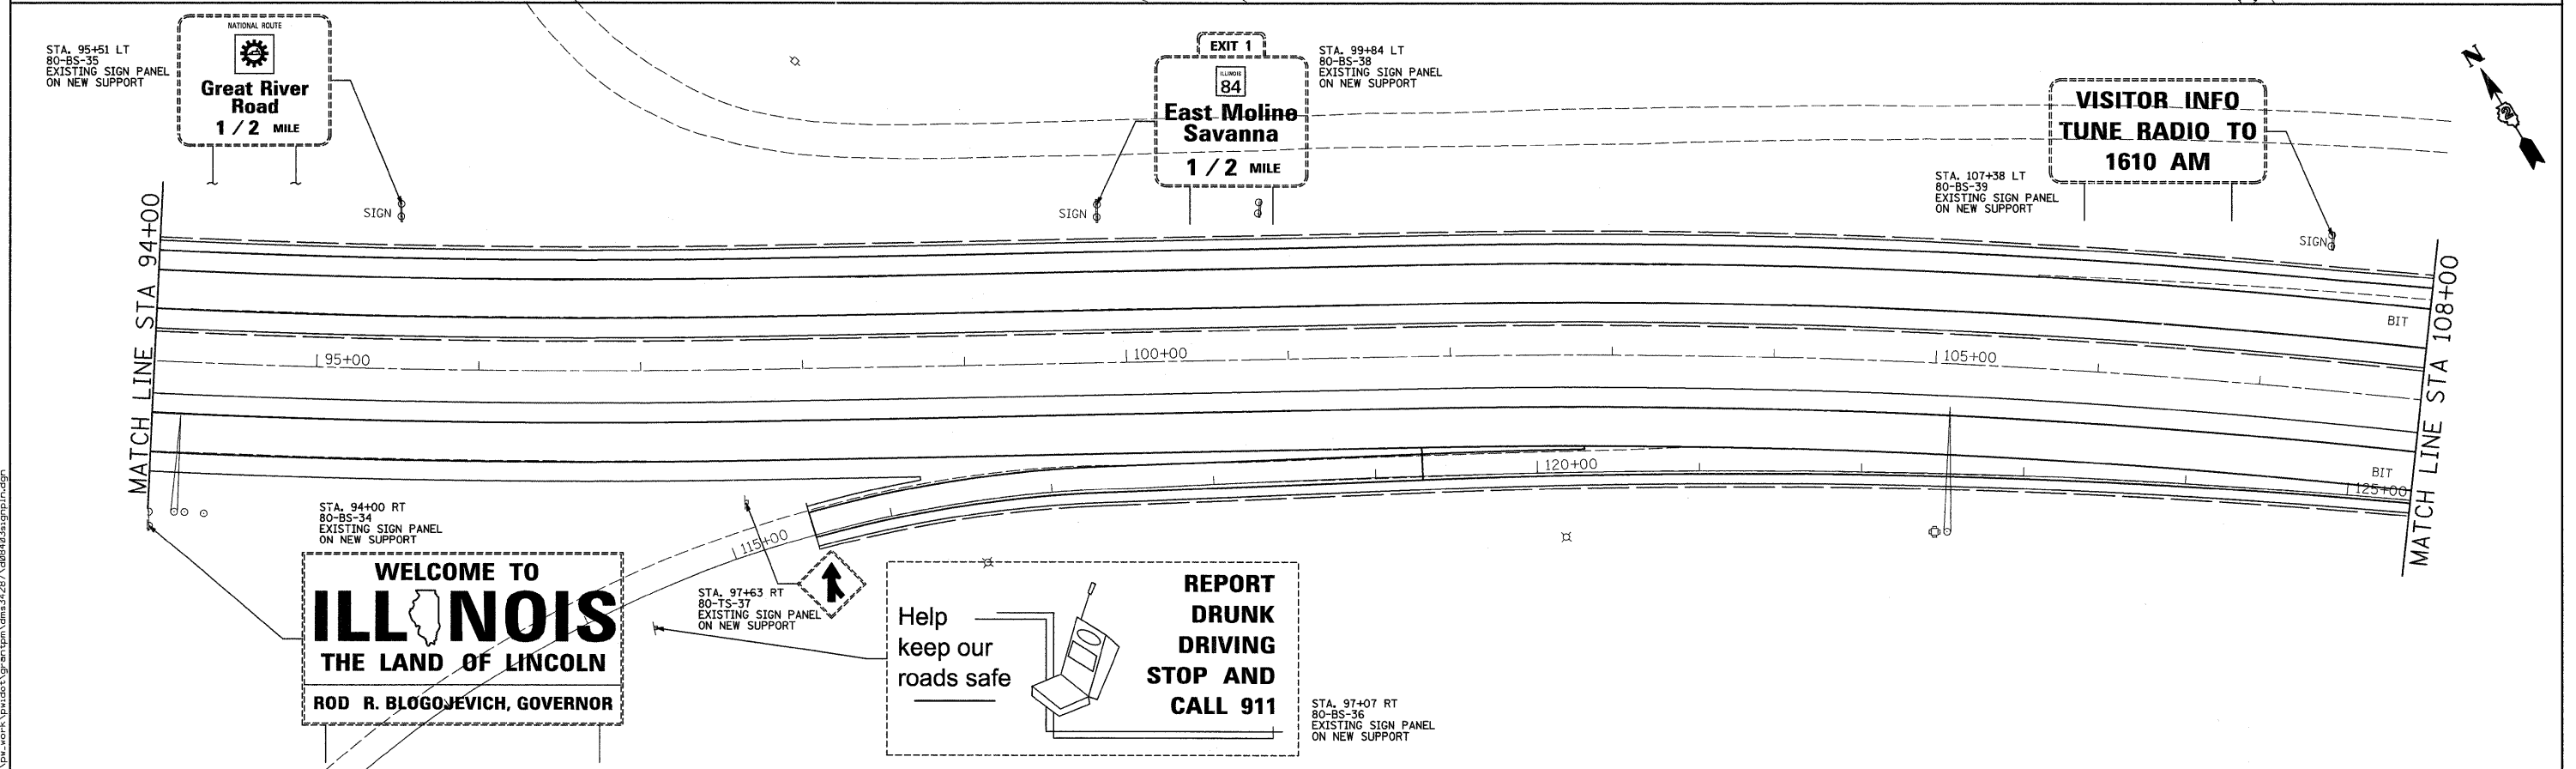 STA. 95+51 LT
80-BS-35
EXISTING SIGN PANEL
ON NEW SUPPORT
NATIONAL ROUTE
Great River
Road
1/2 MILE
SIGN
EXIT 1
ILLINOIS
84
East Moline
Savanna
1/2 MILE
STA. 99+84 LT
80-BS-38
EXISTING SIGN PANEL
ON NEW SUPPORT
SIGN
STA. 107+38 LT
80-BS-39
EXISTING SIGN PANEL
ON NEW SUPPORT
VISITOR INFO
TUNE RADIO TO
1610 AM
SIGN
N
MATCH LINE STA 94+00
95+00
100+00
105+00
BIT
120+00
BIT
125+00
MATCH LINE STA 108+00
115+00
STA. 94+00 RT
80-BS-34
EXISTING SIGN PANEL
ON NEW SUPPORT
WELCOME TO
ILLINOIS
THE LAND OF LINCOLN
ROD R. BLOGOJEVICH, GOVERNOR
STA. 97+63 RT
80-TS-37
EXISTING SIGN PANEL
ON NEW SUPPORT
Help
keep our
roads safe
REPORT
DRUNK
DRIVING
STOP AND
CALL 911
STA. 97+07 RT
80-BS-36
EXISTING SIGN PANEL
ON NEW SUPPORT